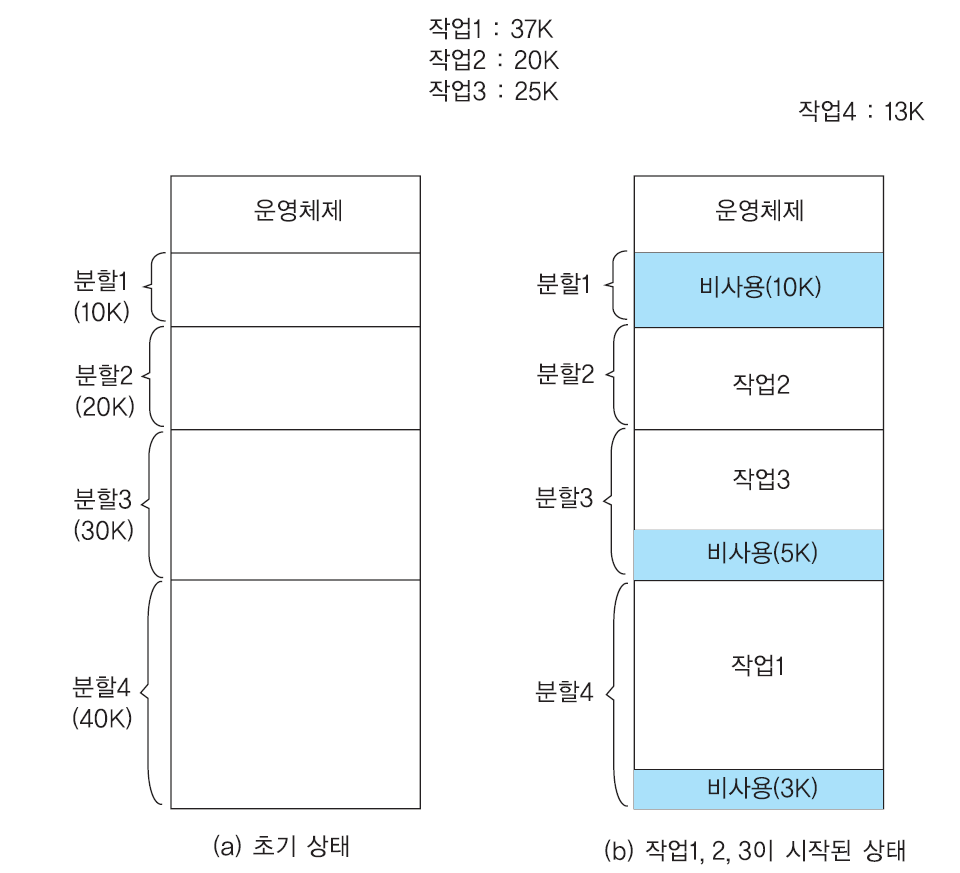 작업1 : 37K
작업2 : 20K
작업3 : 25K
작업4 : 13K
운영체제
분할1
(10K)
분할2
(20K)
분할3
(30K)
분할4
(40K)
(a) 초기 상태
운영체제
분할1
비사용(10K)
분할2
작업2
분할3
작업3
비사용(5K)
분할4
작업1
비사용(3K)
(b) 작업1, 2, 3이 시작된 상태